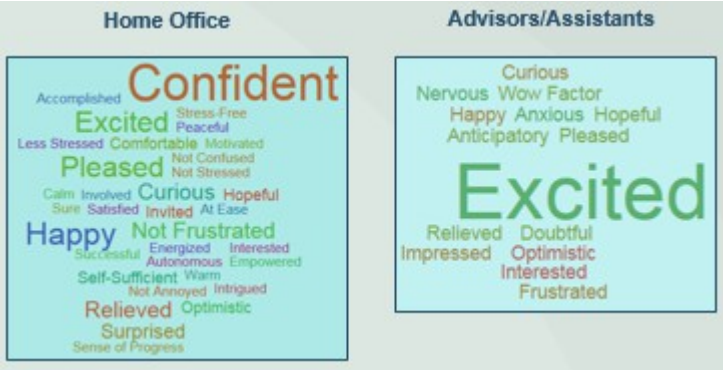 Home Office
Confident
Accomplished
Excited Stress-Free
Peaceful
Less Stressed Comfortable Motivated
Pleased Not Confused
Not Stressed
Calm Involved Curious Hopeful
Sure Satisfied Invited At Ease
Happy Not Frustrated
Successful Energized Interested
Autonomous Empowered
Self-Sufficient Warm
Not Annoyed Intrigued
Relieved Optimistic
Surprised
Sense of Progress
Advisors/Assistants
Curious
Nervous Wow Factor
Happy Anxious Hopeful
Anticipatory Pleased
Excited
Relieved Doubtful
Impressed Optimistic
Interested
Frustrated